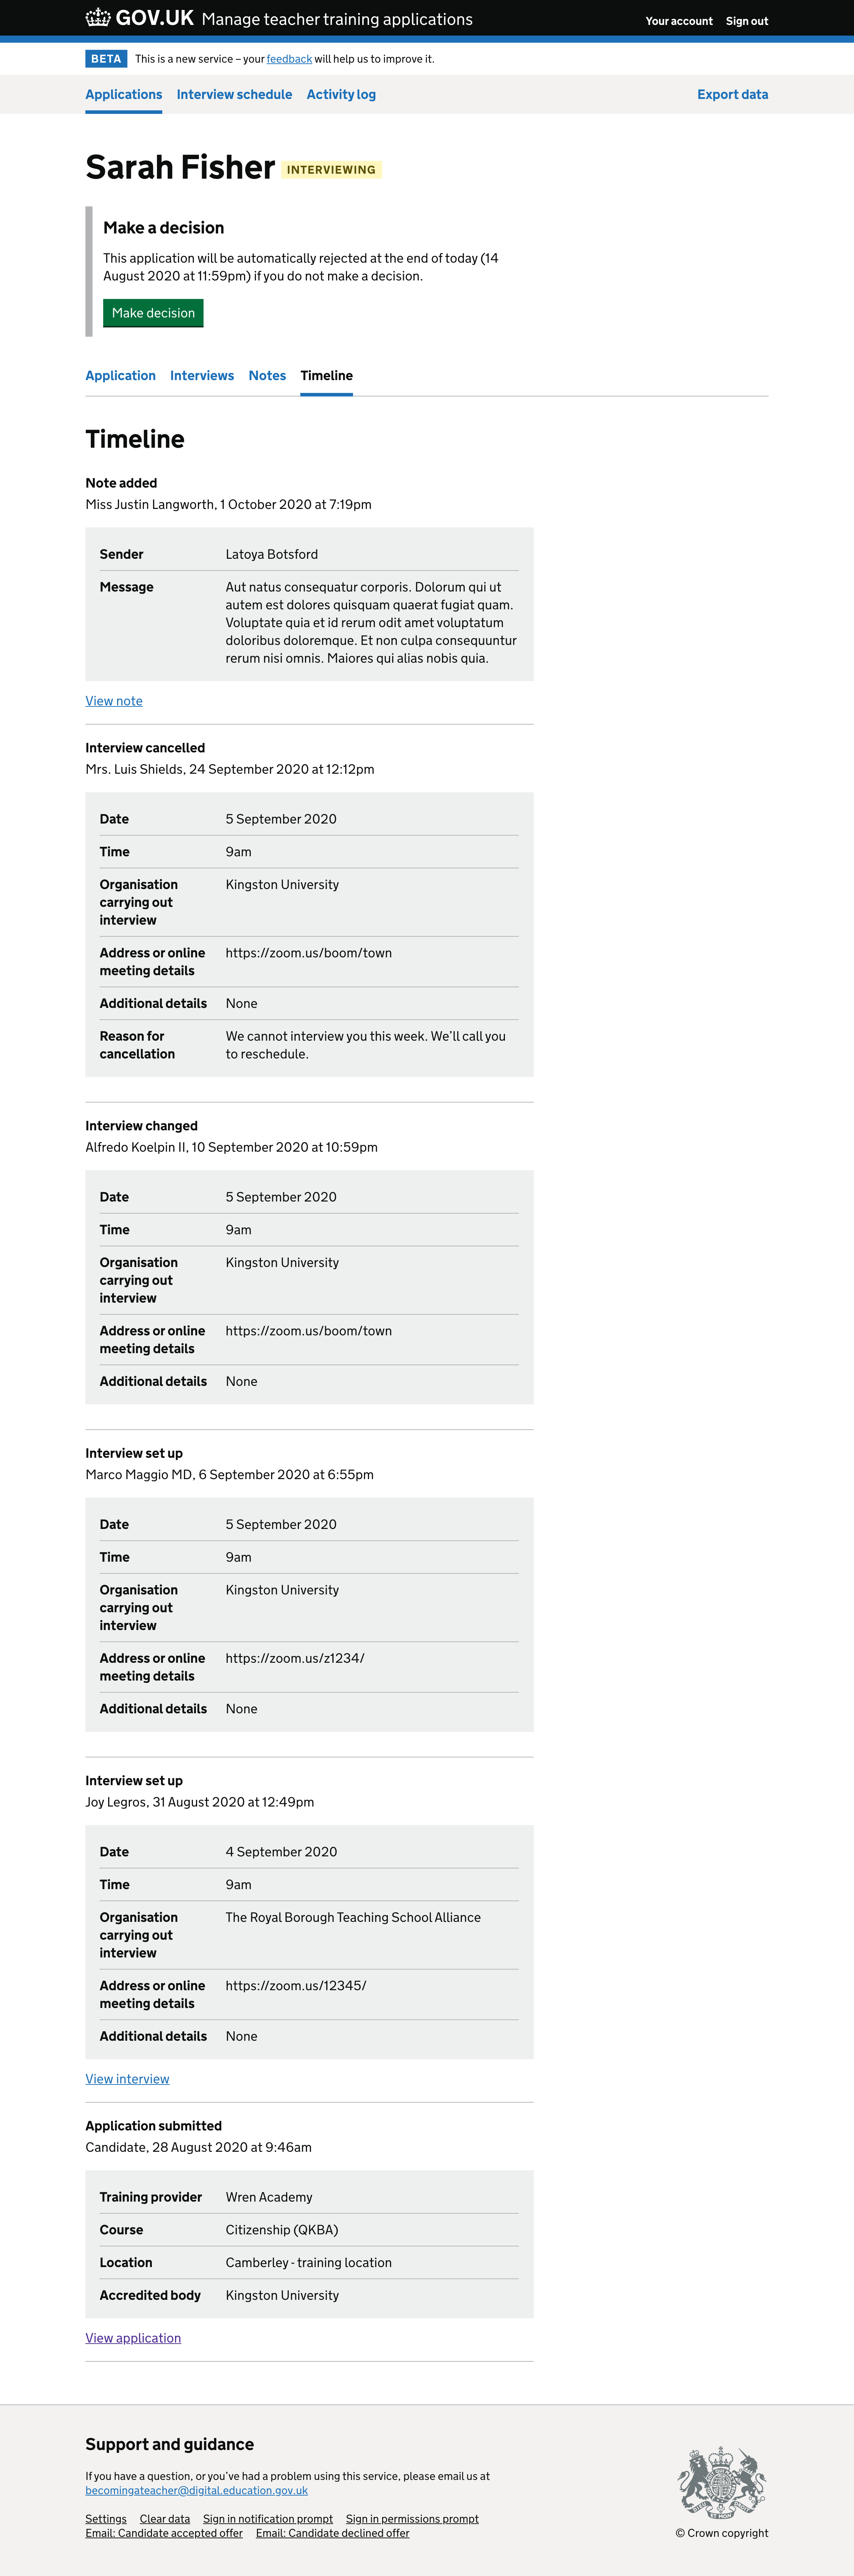 GOV.UK Manage teacher training applications
Your account Sign out
BETA This is a new service – your feedback will help us to improve it.
Applications Interview schedule Activity log Export data
Sarah Fisher INTERVIEWING
Make a decision
This application will be automatically rejected at the end of today (14
August 2020 at 11:59pm) if you do not make a decision.
Make decision
Application Interviews Notes Timeline
Timeline
Note added
Miss Justin Langworth, 1 October 2020 at 7:19pm
Sender Latoya Botsford
Message Aut natus consequatur corporis. Dolorum qui ut
autem est dolores quisquam quaerat fugiat quam.
Voluptate quia et id rerum odit amet voluptatum
doloribus doloremque. Et non culpa consequuntur
rerum nisi omnis. Maiores qui alias nobis quia.
View note
Interview cancelled
Mrs. Luis Shields, 24 September 2020 at 12:12pm
Date 5 September 2020
Time 9am
Organisation Kingston University
carrying out
interview
Address or online https://zoom.us/boom/town
meeting details
Additional details None
Reason for We cannot interview you this week. We’ll call you
cancellation to reschedule.
Interview changed
Alfredo Koelpin II, 10 September 2020 at 10:59pm
Date 5 September 2020
Time 9am
Organisation Kingston University
carrying out
interview
Address or online https://zoom.us/boom/town
meeting details
Additional details None
Interview set up
Marco Maggio MD, 6 September 2020 at 6:55pm
Date 5 September 2020
Time 9am
Organisation Kingston University
carrying out
interview
Address or online https://zoom.us/z1234/
meeting details
Additional details None
Interview set up
Joy Legros, 31 August 2020 at 12:49pm
Date 4 September 2020
Time 9am
Organisation The Royal Borough Teaching School Alliance
carrying out
interview
Address or online https://zoom.us/12345/
meeting details
Additional details None
View interview
Application submitted
Candidate, 28 August 2020 at 9:46am
Training provider Wren Academy
Course Citizenship (QKBA)
Location Camberley - training location
Accredited body Kingston University
View application
Support and guidance
If you have a question, or you’ve had a problem using this service, please email us at
becomingateacher@digital.education.gov.uk
Settings Clear data Sign in notification prompt Sign in permissions prompt
Email: Candidate accepted offer Email: Candidate declined offer
© Crown copyright